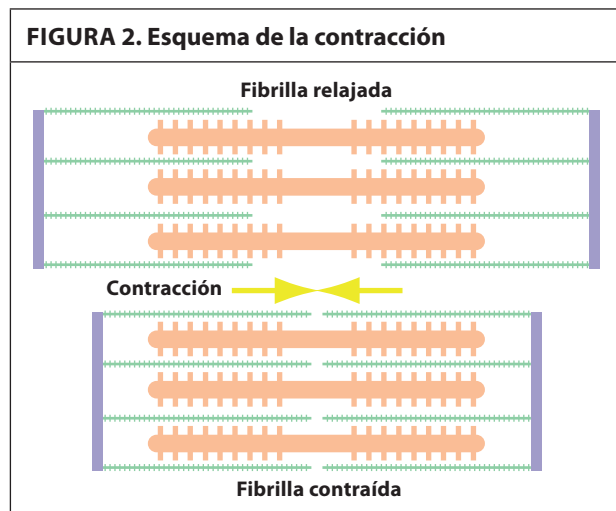 FIGURA 2. Esquema de la contracción
Fibrilla relajada
Contracción
Fibrilla contraída